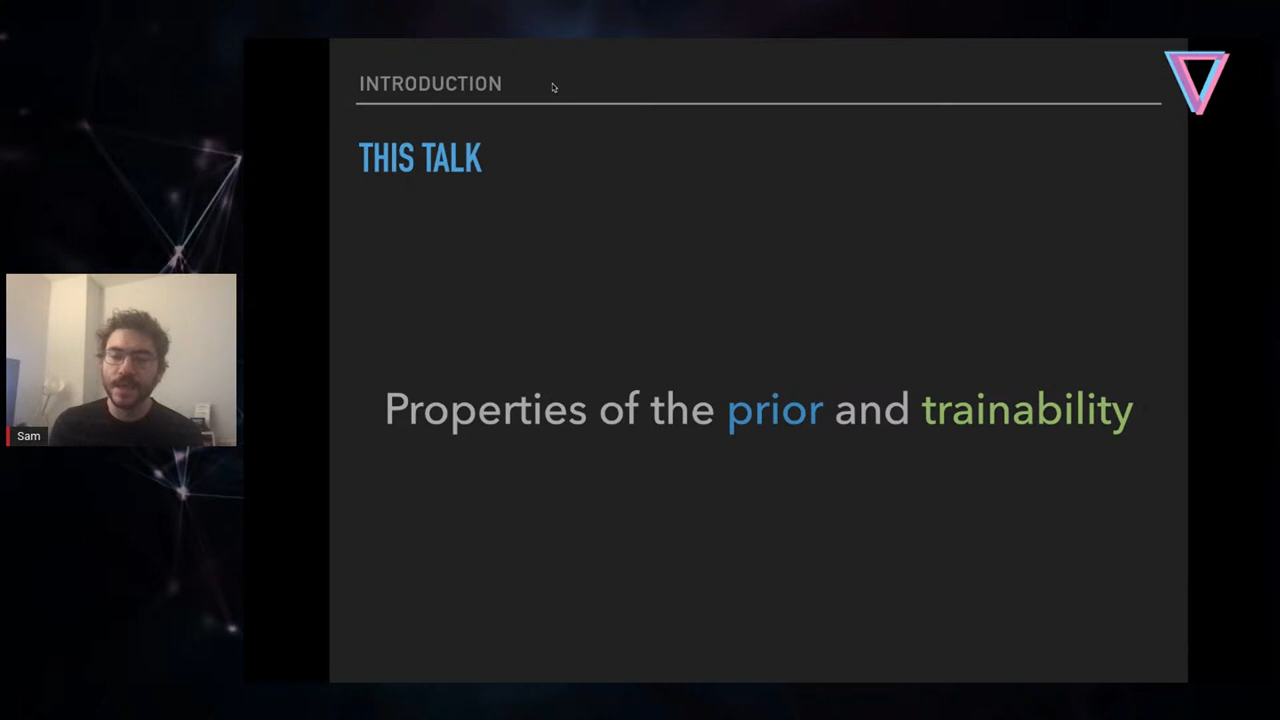 INTRODUCTION
THIS TALK
Properties of the prior and trainability
Sam